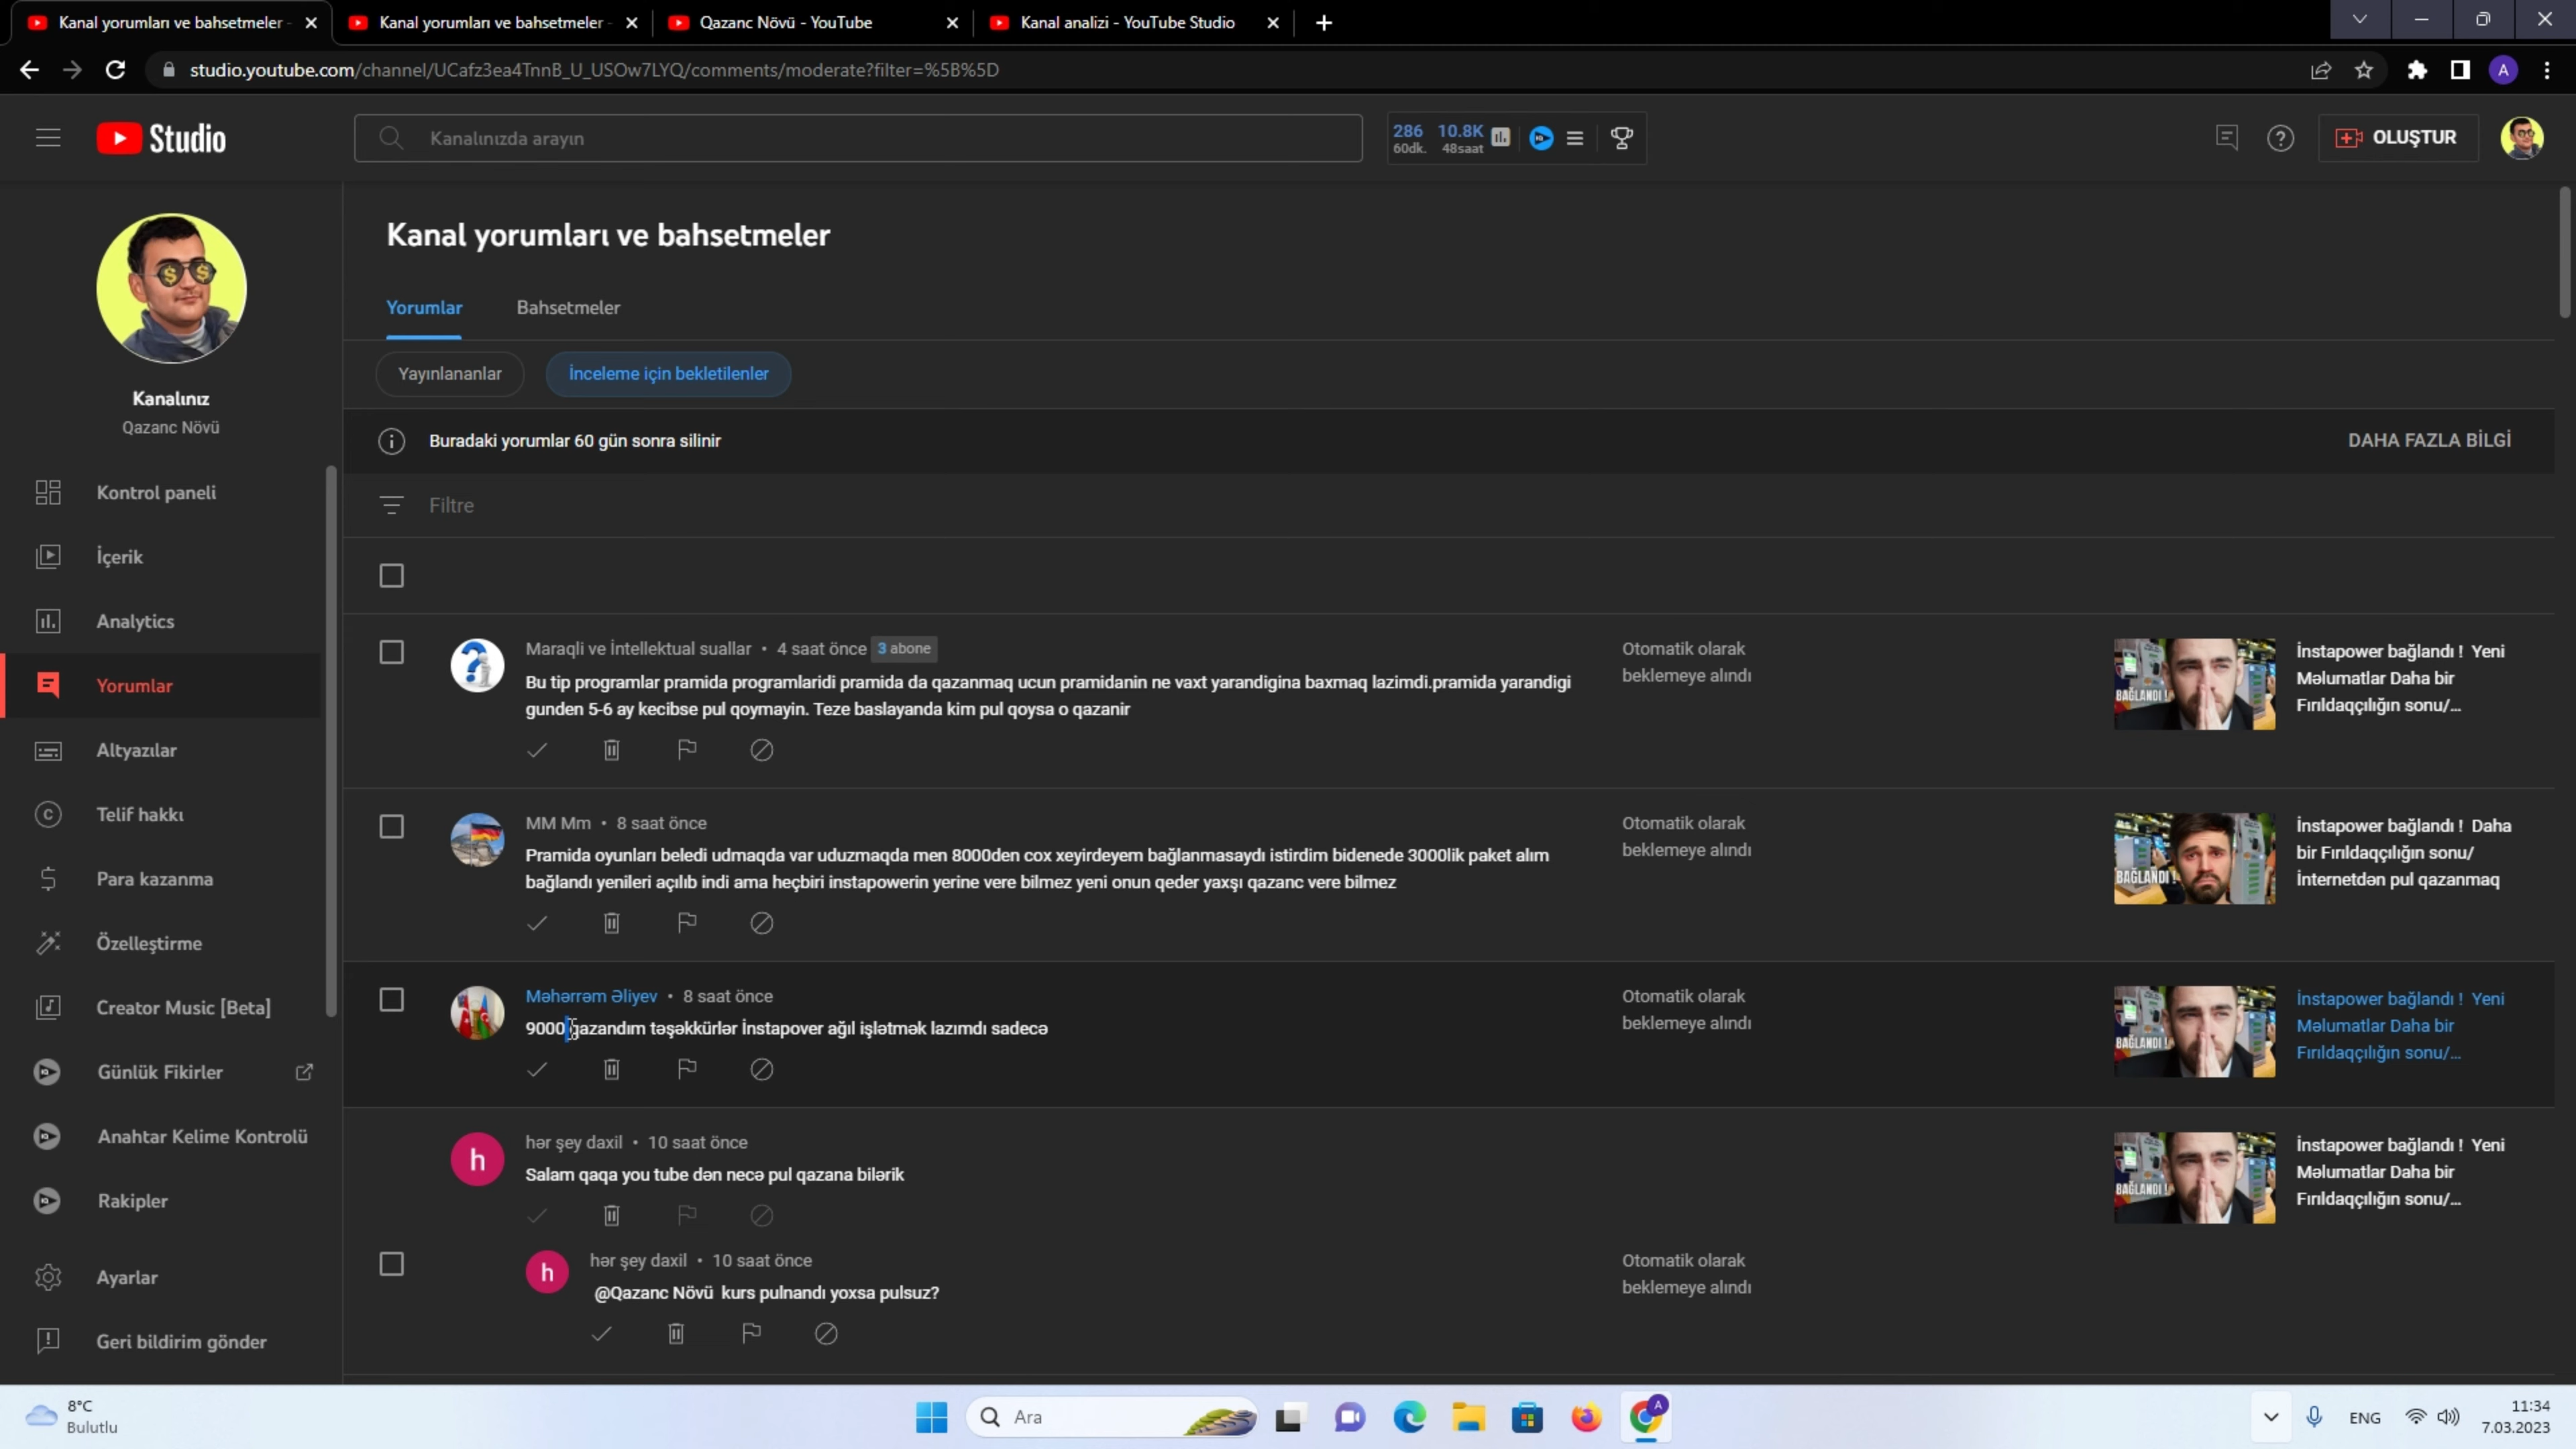 Kanal yorumları ve bahsetmeler -
Kanal yorumları ve bahsetmeler -
Qazanc Növü - YouTube
Kanal analizi - YouTube Studio
studio.youtube.com/channel/UCafz3ea4TnnB_U_USOw7LYQ/comments/moderate?filter=%5B%5D
A
Studio
Kanalınızda arayın
286 10.8K
60dk. 48saat
OLUŞTUR
Kanalınız
Qazanc Növü
Kontrol paneli
İçerik
Analytics
Yorumlar
Altyazılar
Telif hakkı
Para kazanma
Özelleştirme
Creator Music [Beta]
Günlük Fikirler
Anahtar Kelime Kontrolü
Rakipler
Ayarlar
Geri bildirim gönder
Kanal yorumları ve bahsetmeler
Yorumlar Bahsetmeler
Yayınlananlar İnceleme için bekletilenler
Buradaki yorumlar 60 gün sonra silinir
DAHA FAZLA BİLGİ
Filtre
Maraqli ve İntellektual suallar • 4 saat önce 3 abone
Bu tip programlar pramida programlaridi pramida da qazanmaq ucun pramidanin ne vaxt yarandigina baxmaq lazimdi.pramida yarandigi
gunden 5-6 ay kecibse pul qoymayin. Teze baslayanda kim pul qoysa o qazanir
Otomatik olarak
beklemeye alındı
BAĞLANDI !
İnstapower bağlandı ! Yeni
Məlumatlar Daha bir
Fırıldaqçılığın sonu/...
MM Mm • 8 saat önce
Pramida oyunları beledi udmaqda var uduzmaqda men 8000den cox xeyirdeyem bağlanmasaydı istirdim bidenede 3000lik paket alım
bağlandı yenileri açılıb indi ama heçbiri instapowerin yerine vere bilmez yeni onun qeder yaxşı qazanc vere bilmez
Otomatik olarak
beklemeye alındı
BAĞLANDI !
İnstapower bağlandı ! Daha
bir Fırıldaqçılığın sonu/
İnternetdən pul qazanmaq
Məhərrəm Əliyev • 8 saat önce
9000 qazandım təşəkkürlər İnstapover ağıl işlətmək lazımdı sadecə
Otomatik olarak
beklemeye alındı
BAĞLANDI !
İnstapower bağlandı ! Yeni
Məlumatlar Daha bir
Fırıldaqçılığın sonu/...
h
hər şey daxil • 10 saat önce
Salam qaqa you tube dən necə pul qazana bilərik
BAĞLANDI !
İnstapower bağlandı ! Yeni
Məlumatlar Daha bir
Fırıldaqçılığın sonu/...
h
hər şey daxil • 10 saat önce
@Qazanc Növü kurs pulnandı yoxsa pulsuz?
Otomatik olarak
beklemeye alındı
8°C
Bulutlu
Ara
A
ENG
11:34
7.03.2023